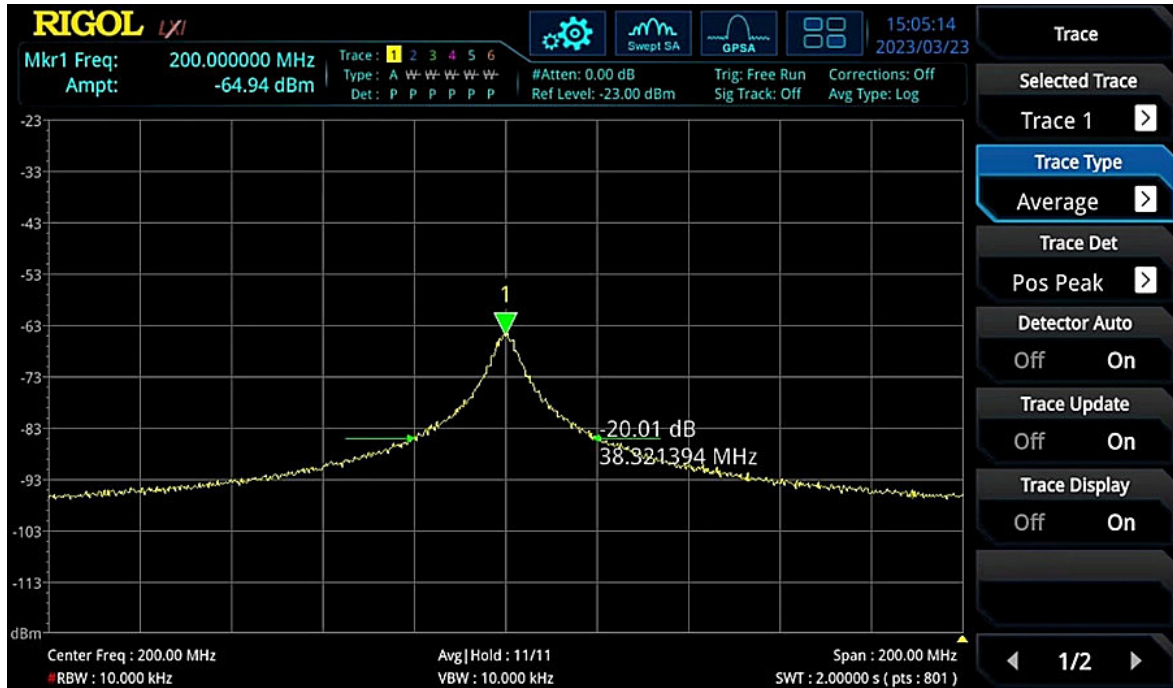 RIGOL LXI
Swept SA
GPSA
15:05:14
2023/03/23
Mkr1 Freq: 200.000000 MHz
Ampt: -64.94 dBm
Trace: 1 2 3 4 5 6
Type: A W W W W W
Det: P P P P P P
#Atten: 0.00 dB
Ref Level: -23.00 dBm
Trig: Free Run
Sig Track: Off
Corrections: Off
Avg Type: Log
-23
-33
-43
-53
-63
-73
-83
-93
-103
-113
dBm
1
-20.01 dB
38.321394 MHz
Center Freq : 200.00 MHz
Avg|Hold : 11/11
Span : 200.00 MHz
#RBW : 10.000 kHz
VBW : 10.000 kHz
SWT : 2.00000 s ( pts : 801 )
Trace
Selected Trace
Trace 1
Trace Type
Average
Trace Det
Pos Peak
Detector Auto
Off On
Trace Update
Off On
Trace Display
Off On
1/2